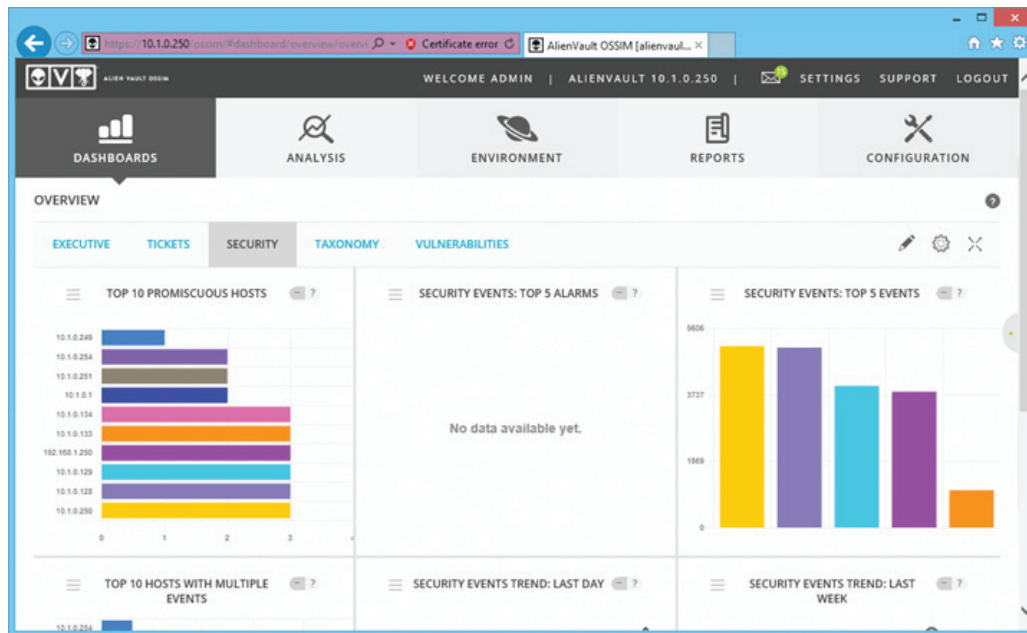 https://10.1.0.250/ossim/#dashboard/overview/overvi
Certificate error
AlienVault OSSIM [alienvaul...
ALIEN VAULT OSSIM
WELCOME ADMIN | ALIENVAULT 10.1.0.250 | SETTINGS SUPPORT LOGOUT
DASHBOARDS
ANALYSIS
ENVIRONMENT
REPORTS
CONFIGURATION
OVERVIEW
EXECUTIVE
TICKETS
SECURITY
TAXONOMY
VULNERABILITIES
TOP 10 PROMISCUOUS HOSTS
10.1.0.249
10.1.0.254
10.1.0.251
10.1.0.1
10.1.0.134
10.1.0.133
192.168.1.250
10.1.0.129
10.1.0.128
10.1.0.250
0 1 2 3
SECURITY EVENTS: TOP 5 ALARMS
No data available yet.
SECURITY EVENTS: TOP 5 EVENTS
5606
3737
1869
0
TOP 10 HOSTS WITH MULTIPLE
EVENTS
10.1.0.254
SECURITY EVENTS TREND: LAST DAY
SECURITY EVENTS TREND: LAST
WEEK